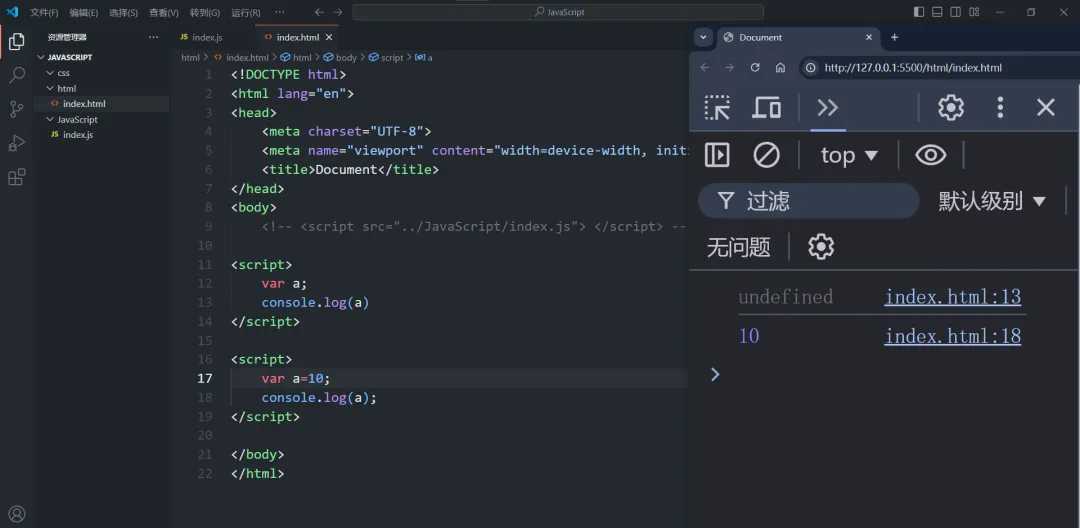 文件(F) 编辑(E) 选择(S) 查看(V) 转到(G) 运行(R) ··· JavaScript
资源管理器 ···
JAVASCRIPT
css
html
index.html
JavaScript
JS index.js
JS index.js
index.html
html > index.html > html > body > script > a
1 <!DOCTYPE html>
2 <html lang="en">
3 <head>
4 <meta charset="UTF-8">
5 <meta name="viewport" content="width=device-width, init
6 <title>Document</title>
7 </head>
8 <body>
9 <!-- <script src="../JavaScript/index.js"> </script> --
10
11 <script>
12 var a;
13 console.log(a)
14 </script>
15
16 <script>
17 var a=10;
18 console.log(a);
19 </script>
20
21 </body>
22 </html>
Document
http://127.0.0.1:5500/html/index.html
top
过滤 默认级别
无问题
undefined index.html:13
10 index.html:18